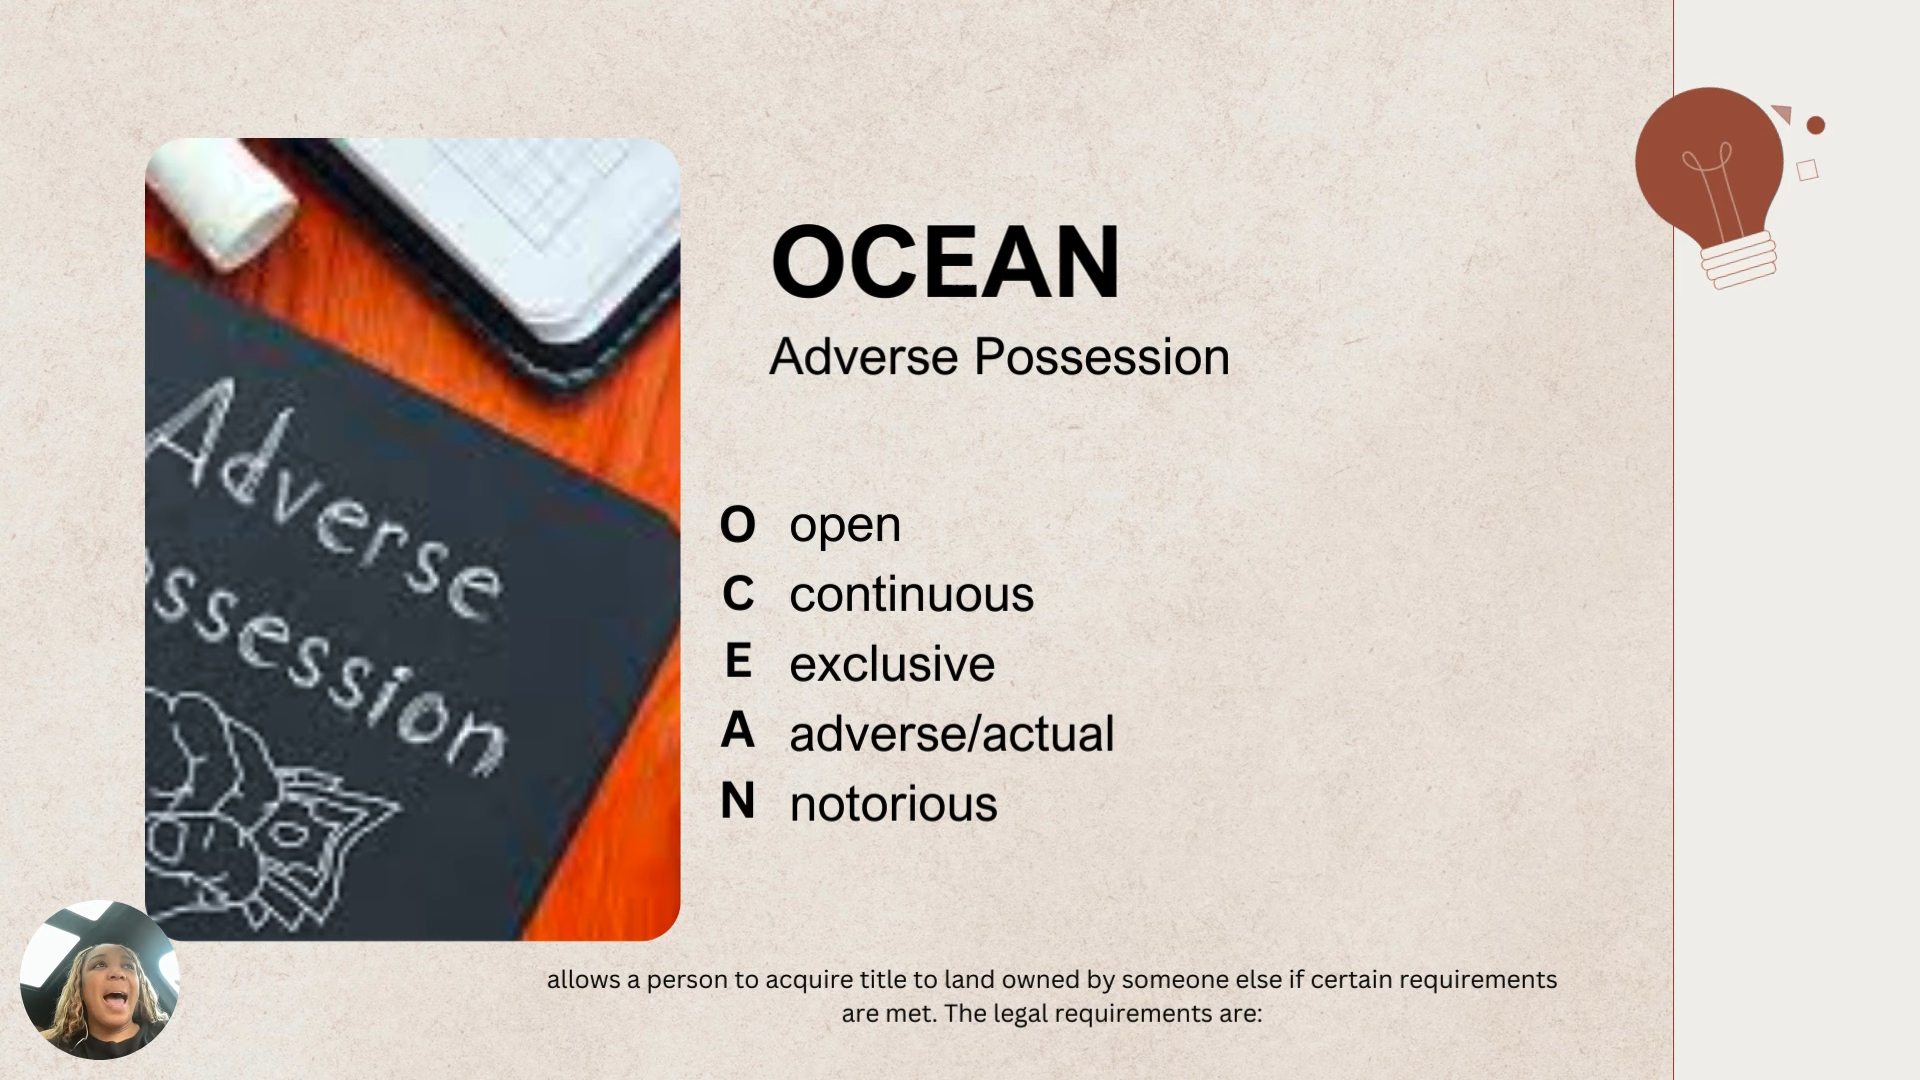 Adverse
ossession
OCEAN
Adverse Possession
O open
C continuous
E exclusive
A adverse/actual
N notorious
allows a person to acquire title to land owned by someone else if certain requirements
are met. The legal requirements are: